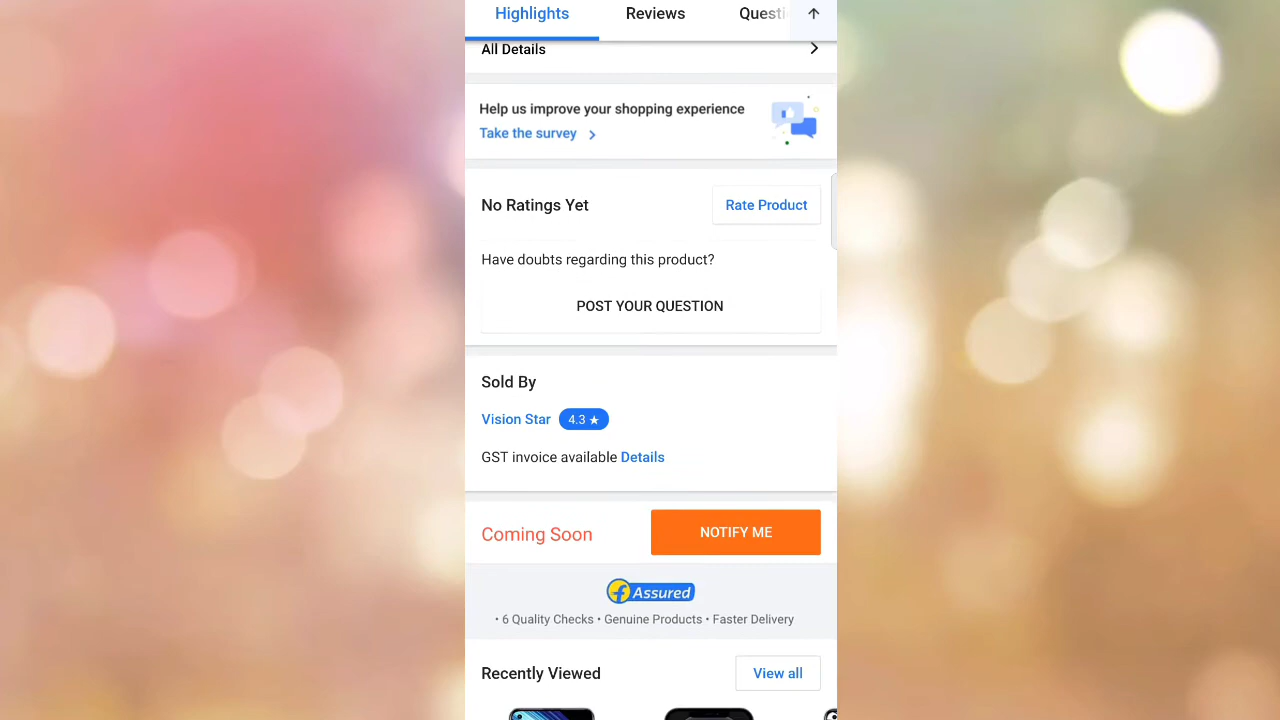 Highlights Reviews Questi
All Details
Help us improve your shopping experience
Take the survey
No Ratings Yet Rate Product
Have doubts regarding this product?
POST YOUR QUESTION
Sold By
Vision Star 4.3 ★
GST invoice available Details
Coming Soon NOTIFY ME
f Assured
• 6 Quality Checks • Genuine Products • Faster Delivery
Recently Viewed View all